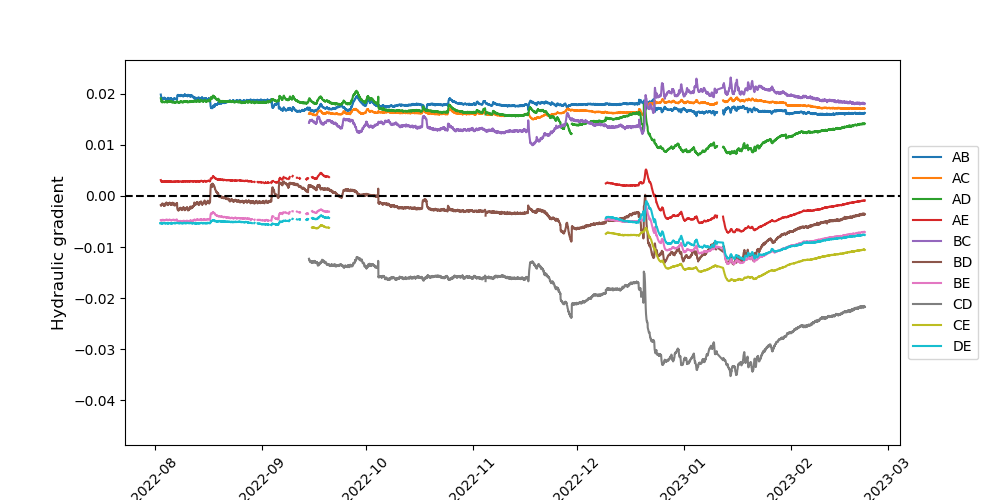 Hydraulic gradient
0.02
0.01
0.00
−0.01
−0.02
−0.03
−0.04
2022-08
2022-09
2022-10
2022-11
2022-12
2023-01
2023-02
2023-03
AB
AC
AD
AE
BC
BD
BE
CD
CE
DE